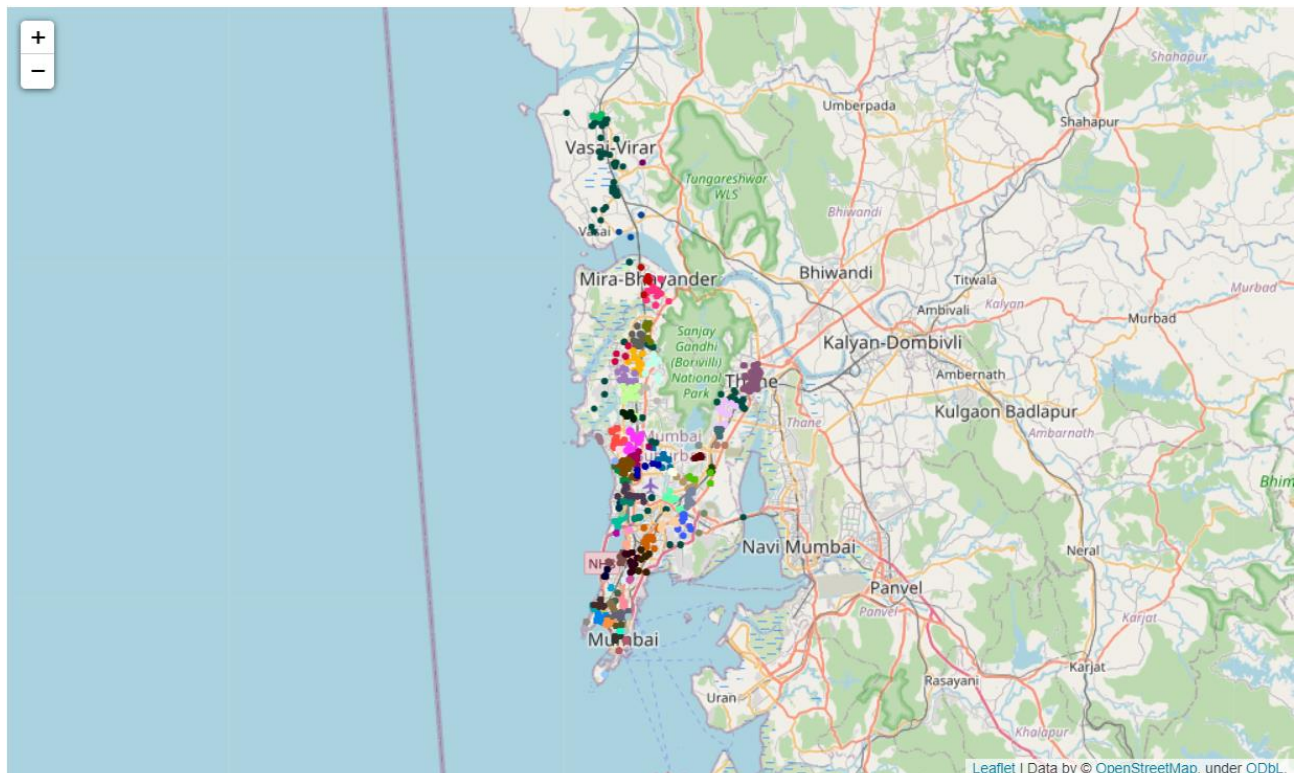 +
−
Shahapur
Umberpada
Shahapur
Vasai-Virar
Tungareshwar
WLS
Bhiwandi
Vasai
Mira-Bhayander
Bhiwandi
Titwala
Kalyan
Murbad
Ambivali
Murbad
Sanjay
Gandhi
(Borivilli)
National
Park
Kalyan-Dombivli
Thane
Ambernath
Kulgaon Badlapur
Thane
Ambarnath
Mumbai
Navi Mumbai
Neral
Panvel
Panvel
Karjat
Mumbai
Karjat
Uran
Rasayani
Khalapur
Leaflet | Data by © OpenStreetMap, under ODbL.